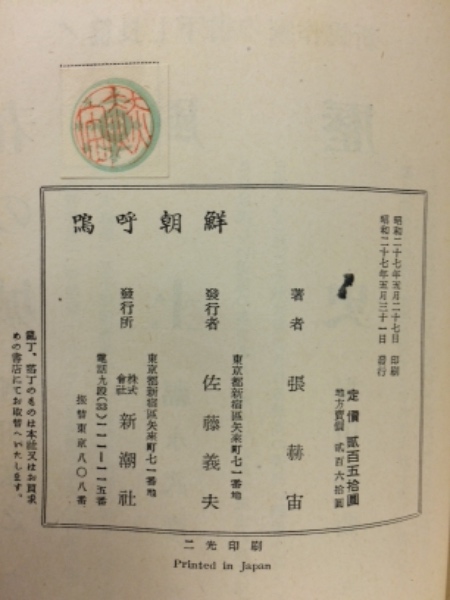 嗚呼朝鮮
昭和二十七年五月二十七日 印刷
昭和二十七年五月三十一日 發行
定價 貳百五拾圓
地方賣價 貳百六拾圓
著者 張赫宙
東京都新宿區矢來町七一番地
發行者 佐藤義夫
東京都新宿區矢來町七一番地
發行所 株式會社 新潮社
電話九段(33)一一一一—一五番
振替東京八〇八番
亂丁、落丁のものは本社又はお買求
めの書店にてお取替へいたします。
二光印刷
Printed in Japan